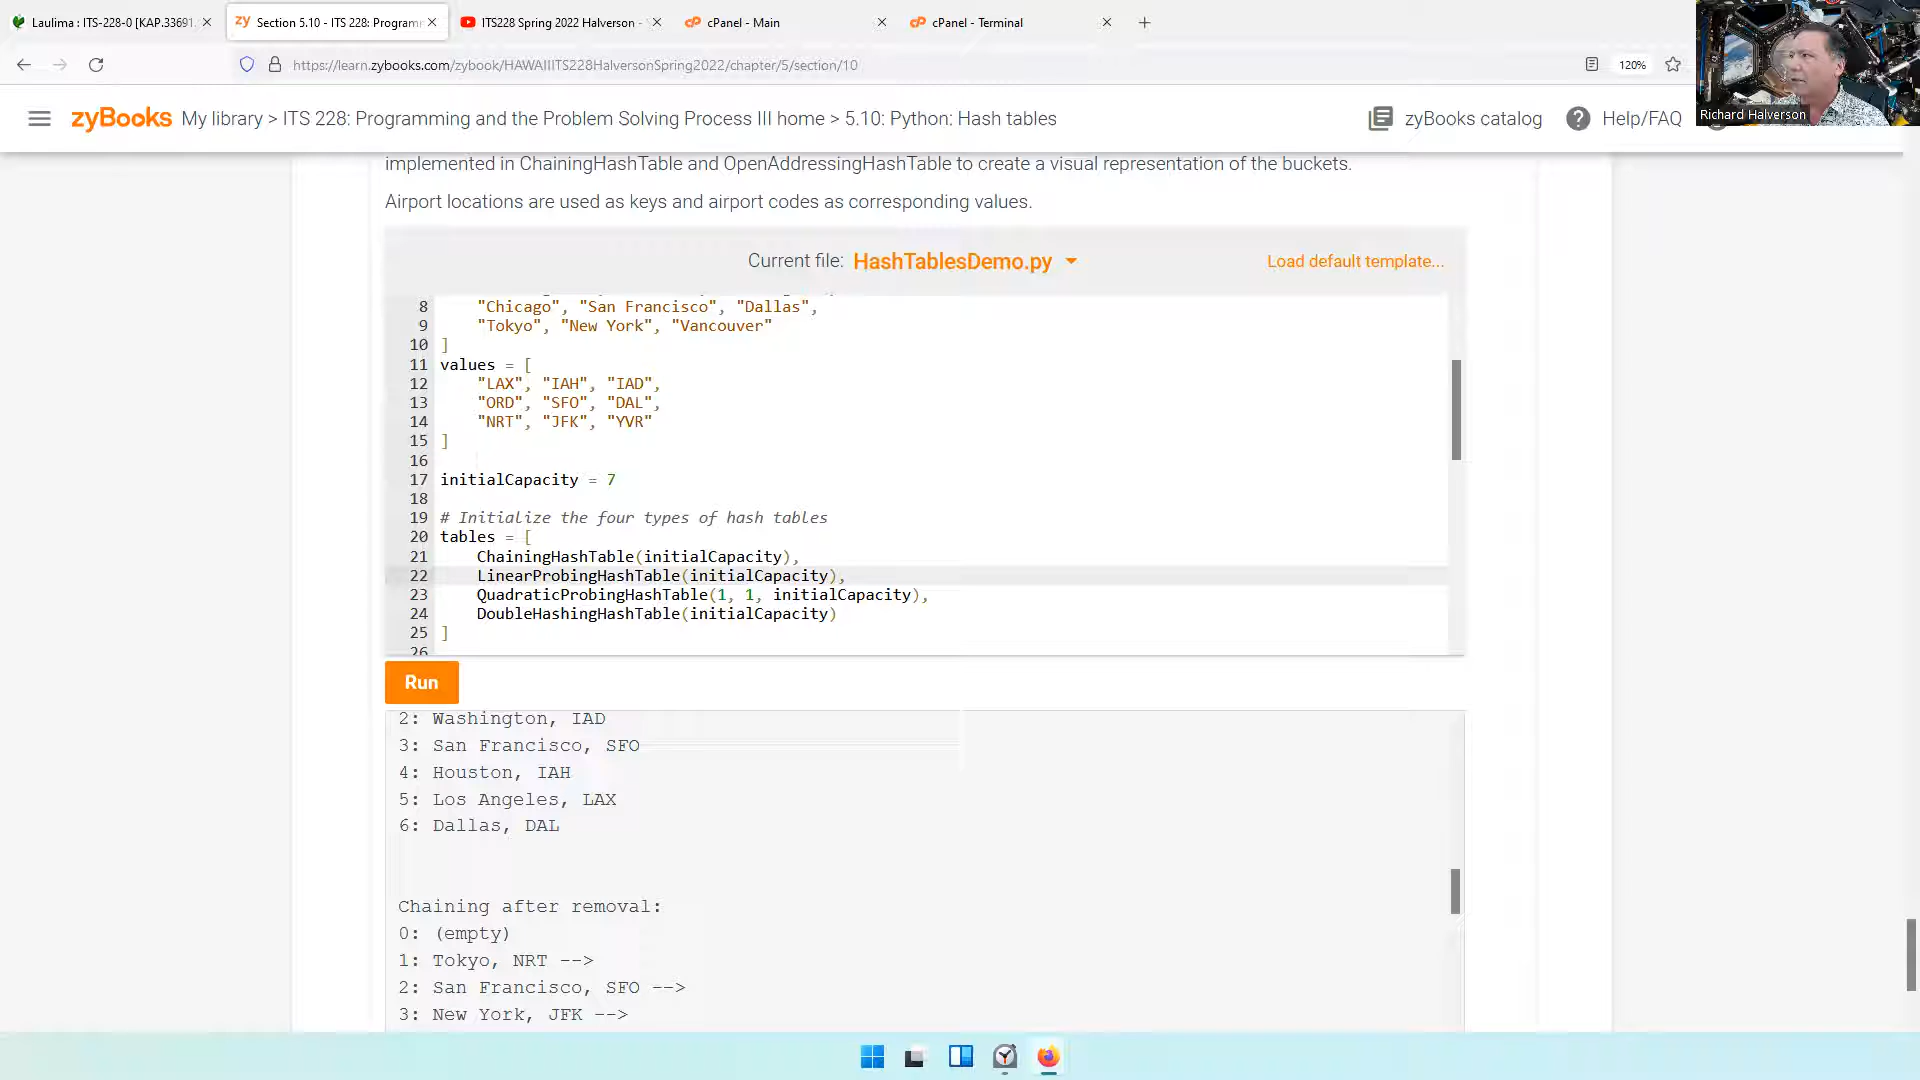 Laulima : ITS-228-0 [KAP.33691
Section 5.10 - ITS 228: Programm
ITS228 Spring 2022 Halverson -
cPanel - Main
cPanel - Terminal
https://learn.zybooks.com/zybook/HAWAIIITS228HalversonSpring2022/chapter/5/section/10
120%
zyBooks My library > ITS 228: Programming and the Problem Solving Process III home > 5.10: Python: Hash tables
zyBooks catalog
Help/FAQ
Richard Halverson
implemented in ChainingHashTable and OpenAddressingHashTable to create a visual representation of the buckets.
Airport locations are used as keys and airport codes as corresponding values.
Current file: HashTablesDemo.py
Load default template...
8 "Chicago", "San Francisco", "Dallas",
9 "Tokyo", "New York", "Vancouver"
10 ]
11 values = [
12 "LAX", "IAH", "IAD",
13 "ORD", "SFO", "DAL",
14 "NRT", "JFK", "YVR"
15 ]
16
17 initialCapacity = 7
18
19 # Initialize the four types of hash tables
20 tables = [
21 ChainingHashTable(initialCapacity),
22 LinearProbingHashTable(initialCapacity),
23 QuadraticProbingHashTable(1, 1, initialCapacity),
24 DoubleHashingHashTable(initialCapacity)
25 ]
26
Run
2: Washington, IAD
3: San Francisco, SFO
4: Houston, IAH
5: Los Angeles, LAX
6: Dallas, DAL
Chaining after removal:
0: (empty)
1: Tokyo, NRT -->
2: San Francisco, SFO -->
3: New York, JFK -->